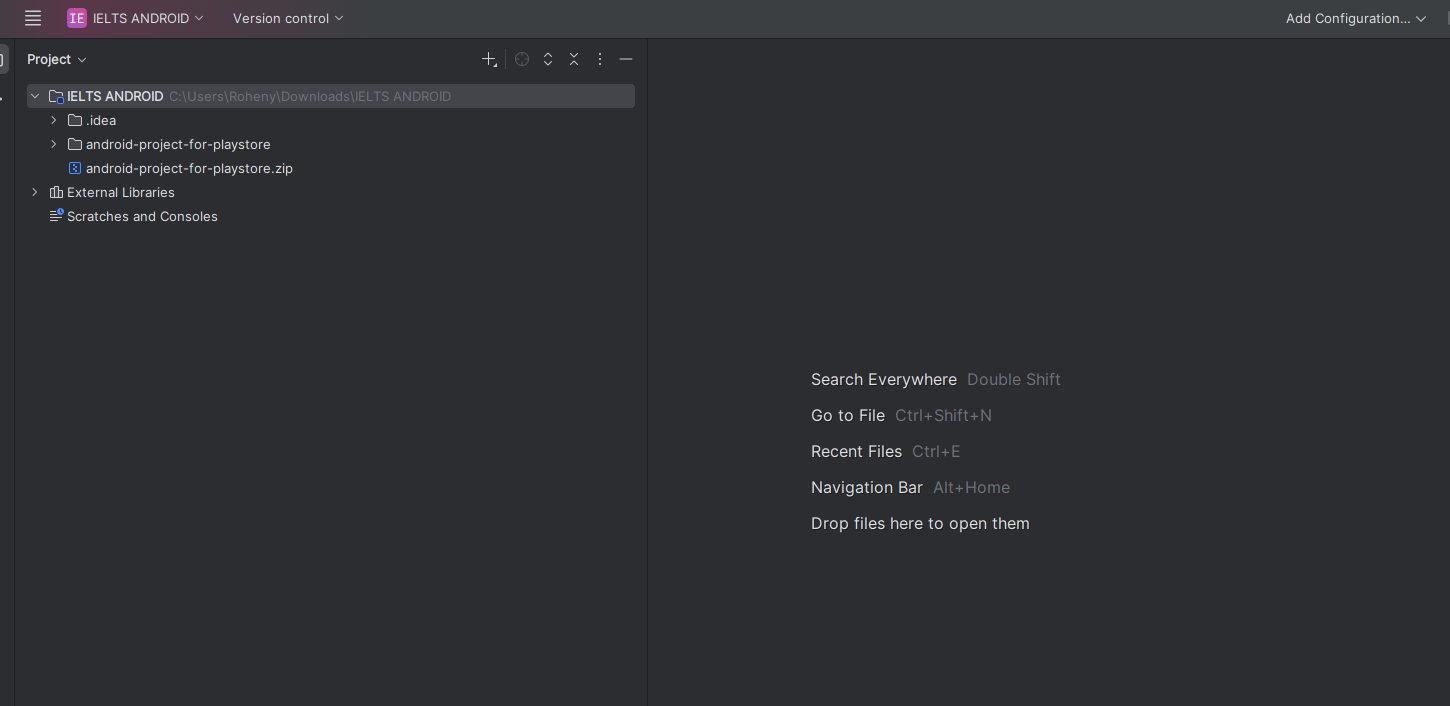 IE IELTS ANDROID Version control Add Configuration...
Project
IELTS ANDROID C:\Users\Roheny\Downloads\IELTS ANDROID
.idea
android-project-for-playstore
android-project-for-playstore.zip
External Libraries
Scratches and Consoles
Search Everywhere Double Shift
Go to File Ctrl+Shift+N
Recent Files Ctrl+E
Navigation Bar Alt+Home
Drop files here to open them